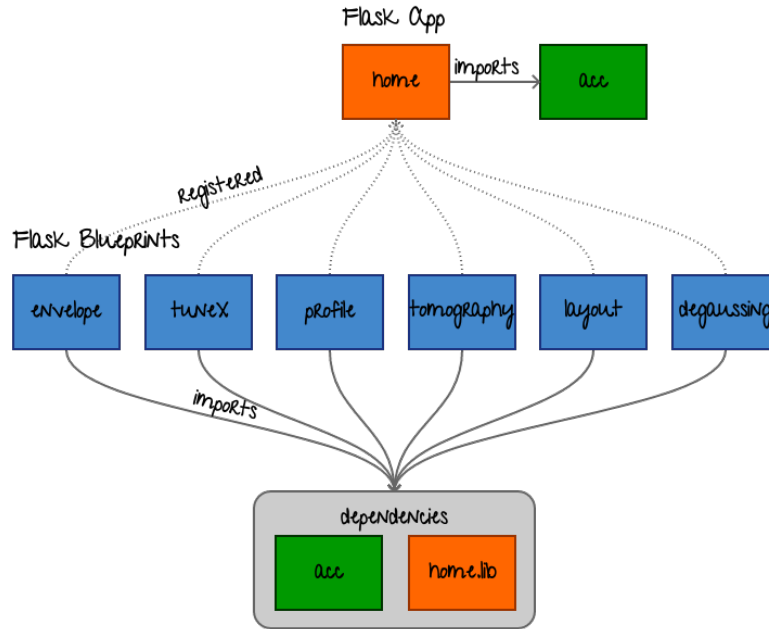 Flask App
home
imports
acc
registered
Flask Blueprints
envelope
tuneX
profile
tomography
layout
degaussing
imports
dependencies
acc
home.lib